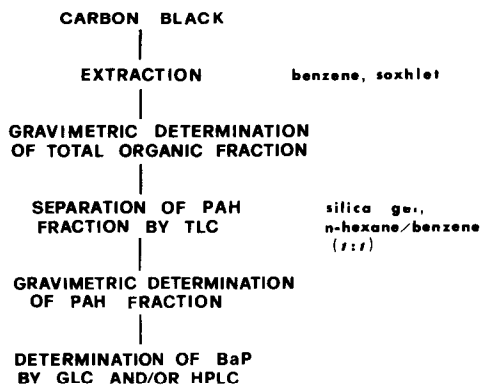 CARBON BLACK
EXTRACTION benzene, soxhlet
GRAVIMETRIC DETERMINATION
OF TOTAL ORGANIC FRACTION
SEPARATION OF PAH silica gel,
FRACTION BY TLC n-hexane/benzene
(1:1)
GRAVIMETRIC DETERMINATION
OF PAH FRACTION
DETERMINATION OF BaP
BY GLC AND/OR HPLC